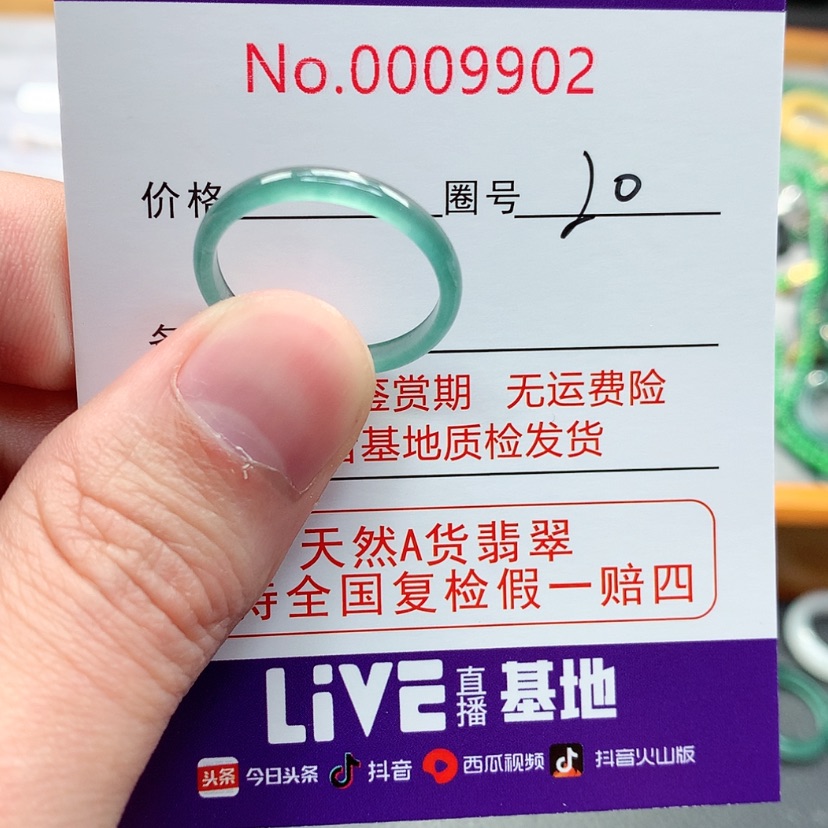 No.0009902
价格 圈号 20
鉴赏期 无运费险
基地质检发货
天然A货翡翠
持全国复检假一赔四
LiVE直播基地
头条 今日头条 抖音 西瓜视频 抖音火山版